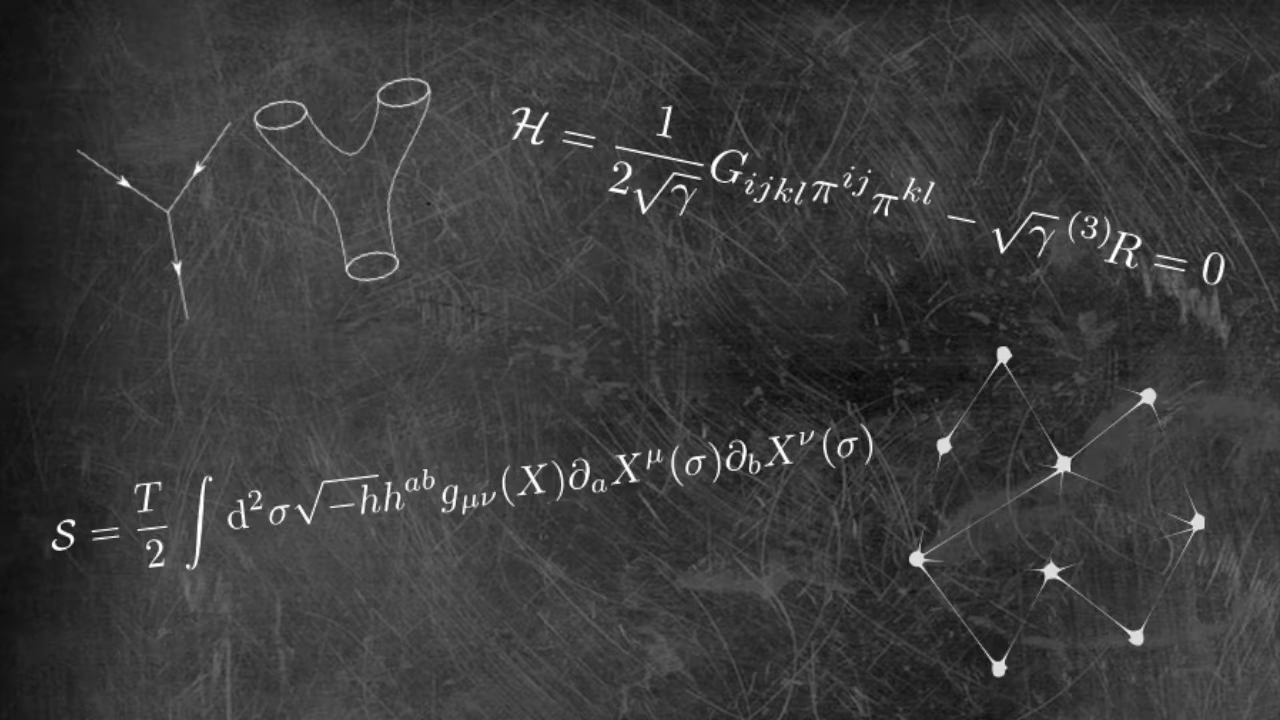 $\mathcal{H} = \frac{1}{2\sqrt{\gamma}} G_{ijkl} \pi^{ij} \pi^{kl} - \sqrt{\gamma}\, {}^{(3)}R = 0$
$\mathcal{S} = \frac{T}{2} \int \mathrm{d}^2\sigma \sqrt{-h} h^{ab} g_{\mu\nu}(X) \partial_a X^\mu(\sigma) \partial_b X^\nu(\sigma)$